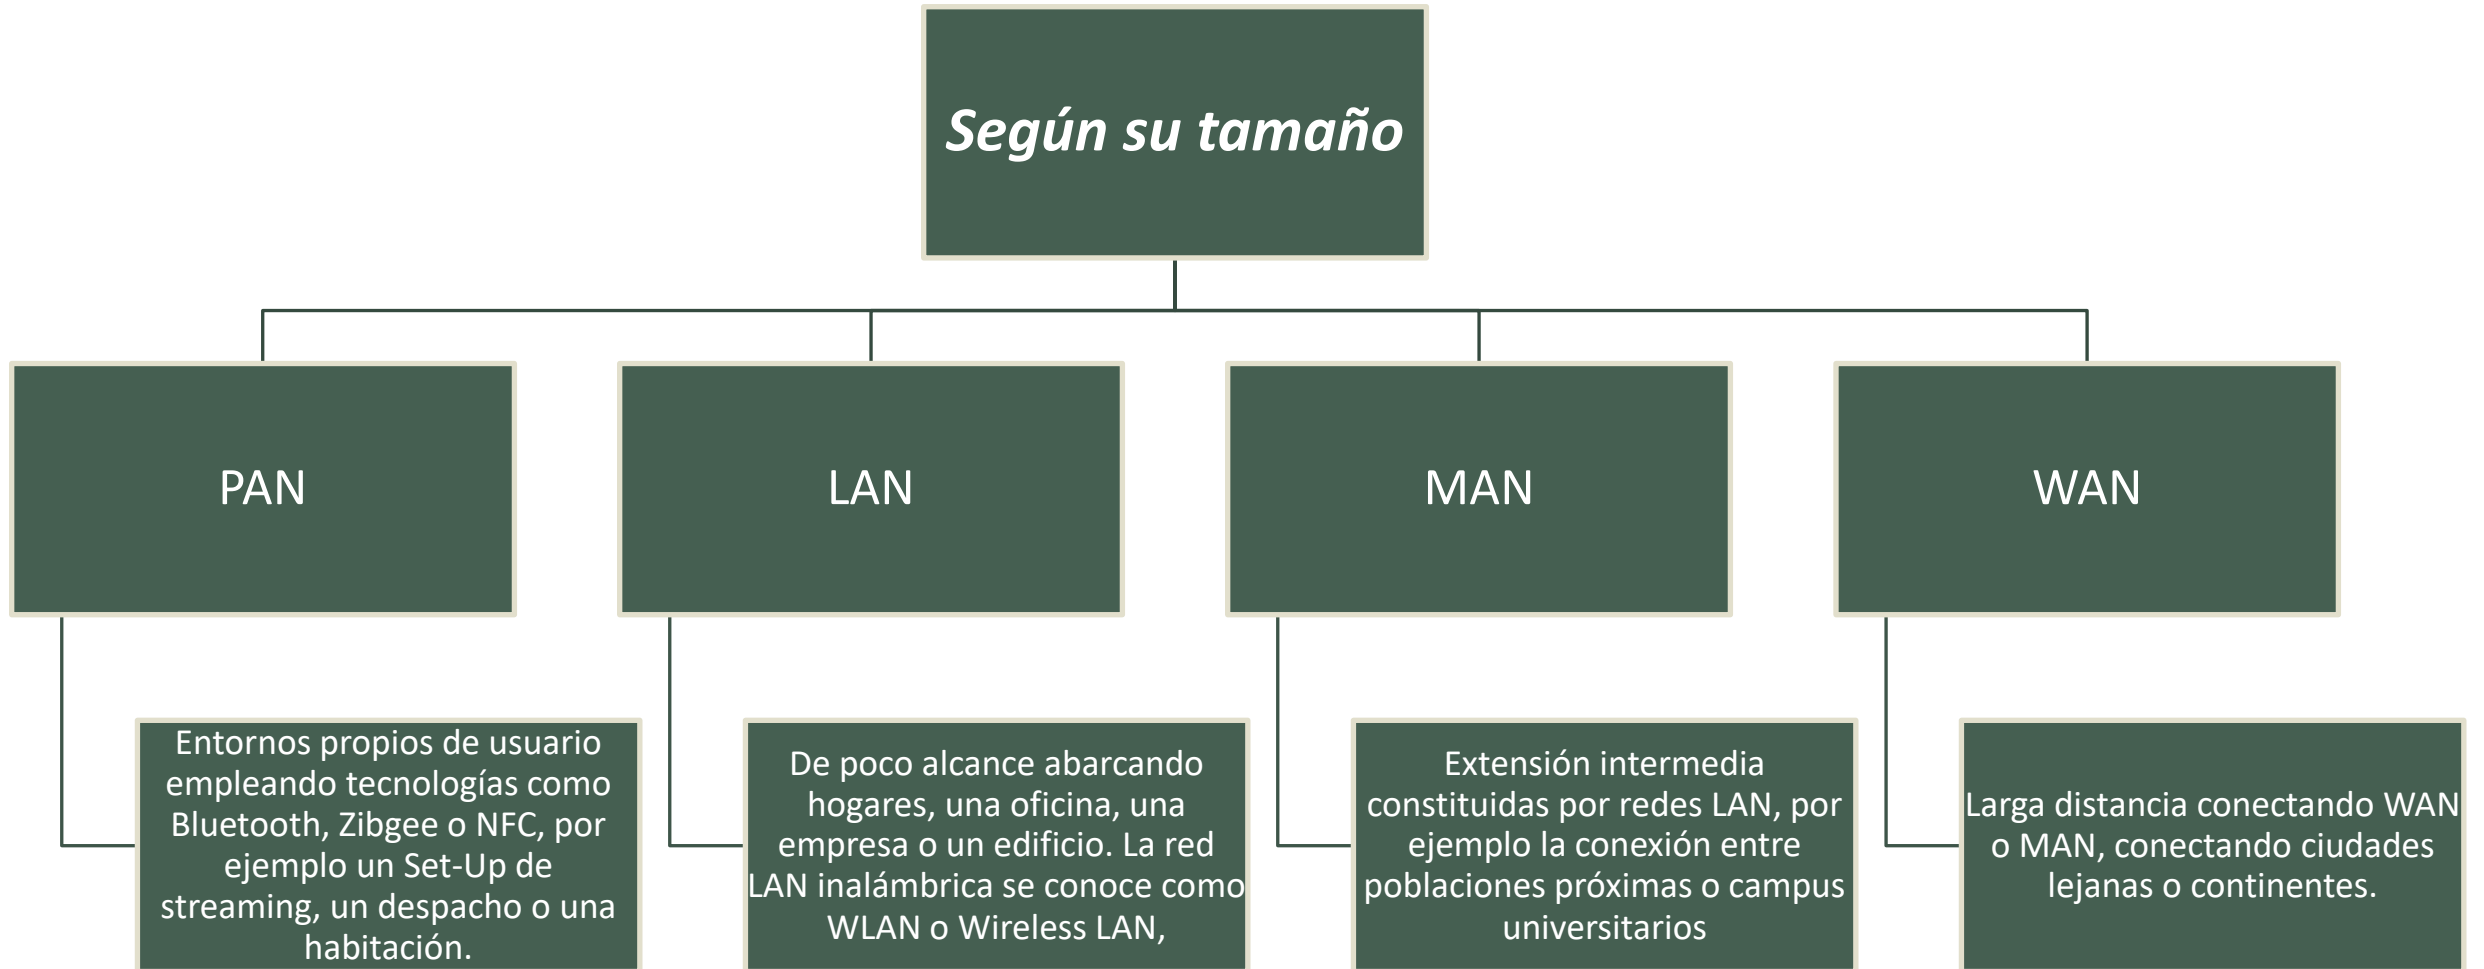 Según su tamaño
PAN
LAN
MAN
WAN
Entornos propios de usuario
empleando tecnologías como
Bluetooth, Zibgee o NFC, por
ejemplo un Set-Up de
streaming, un despacho o una
habitación.
De poco alcance abarcando
hogares, una oficina, una
empresa o un edificio. La red
LAN inalámbrica se conoce como
WLAN o Wireless LAN,
Extensión intermedia
constituidas por redes LAN, por
ejemplo la conexión entre
poblaciones próximas o campus
universitarios
Larga distancia conectando WAN
o MAN, conectando ciudades
lejanas o continentes.